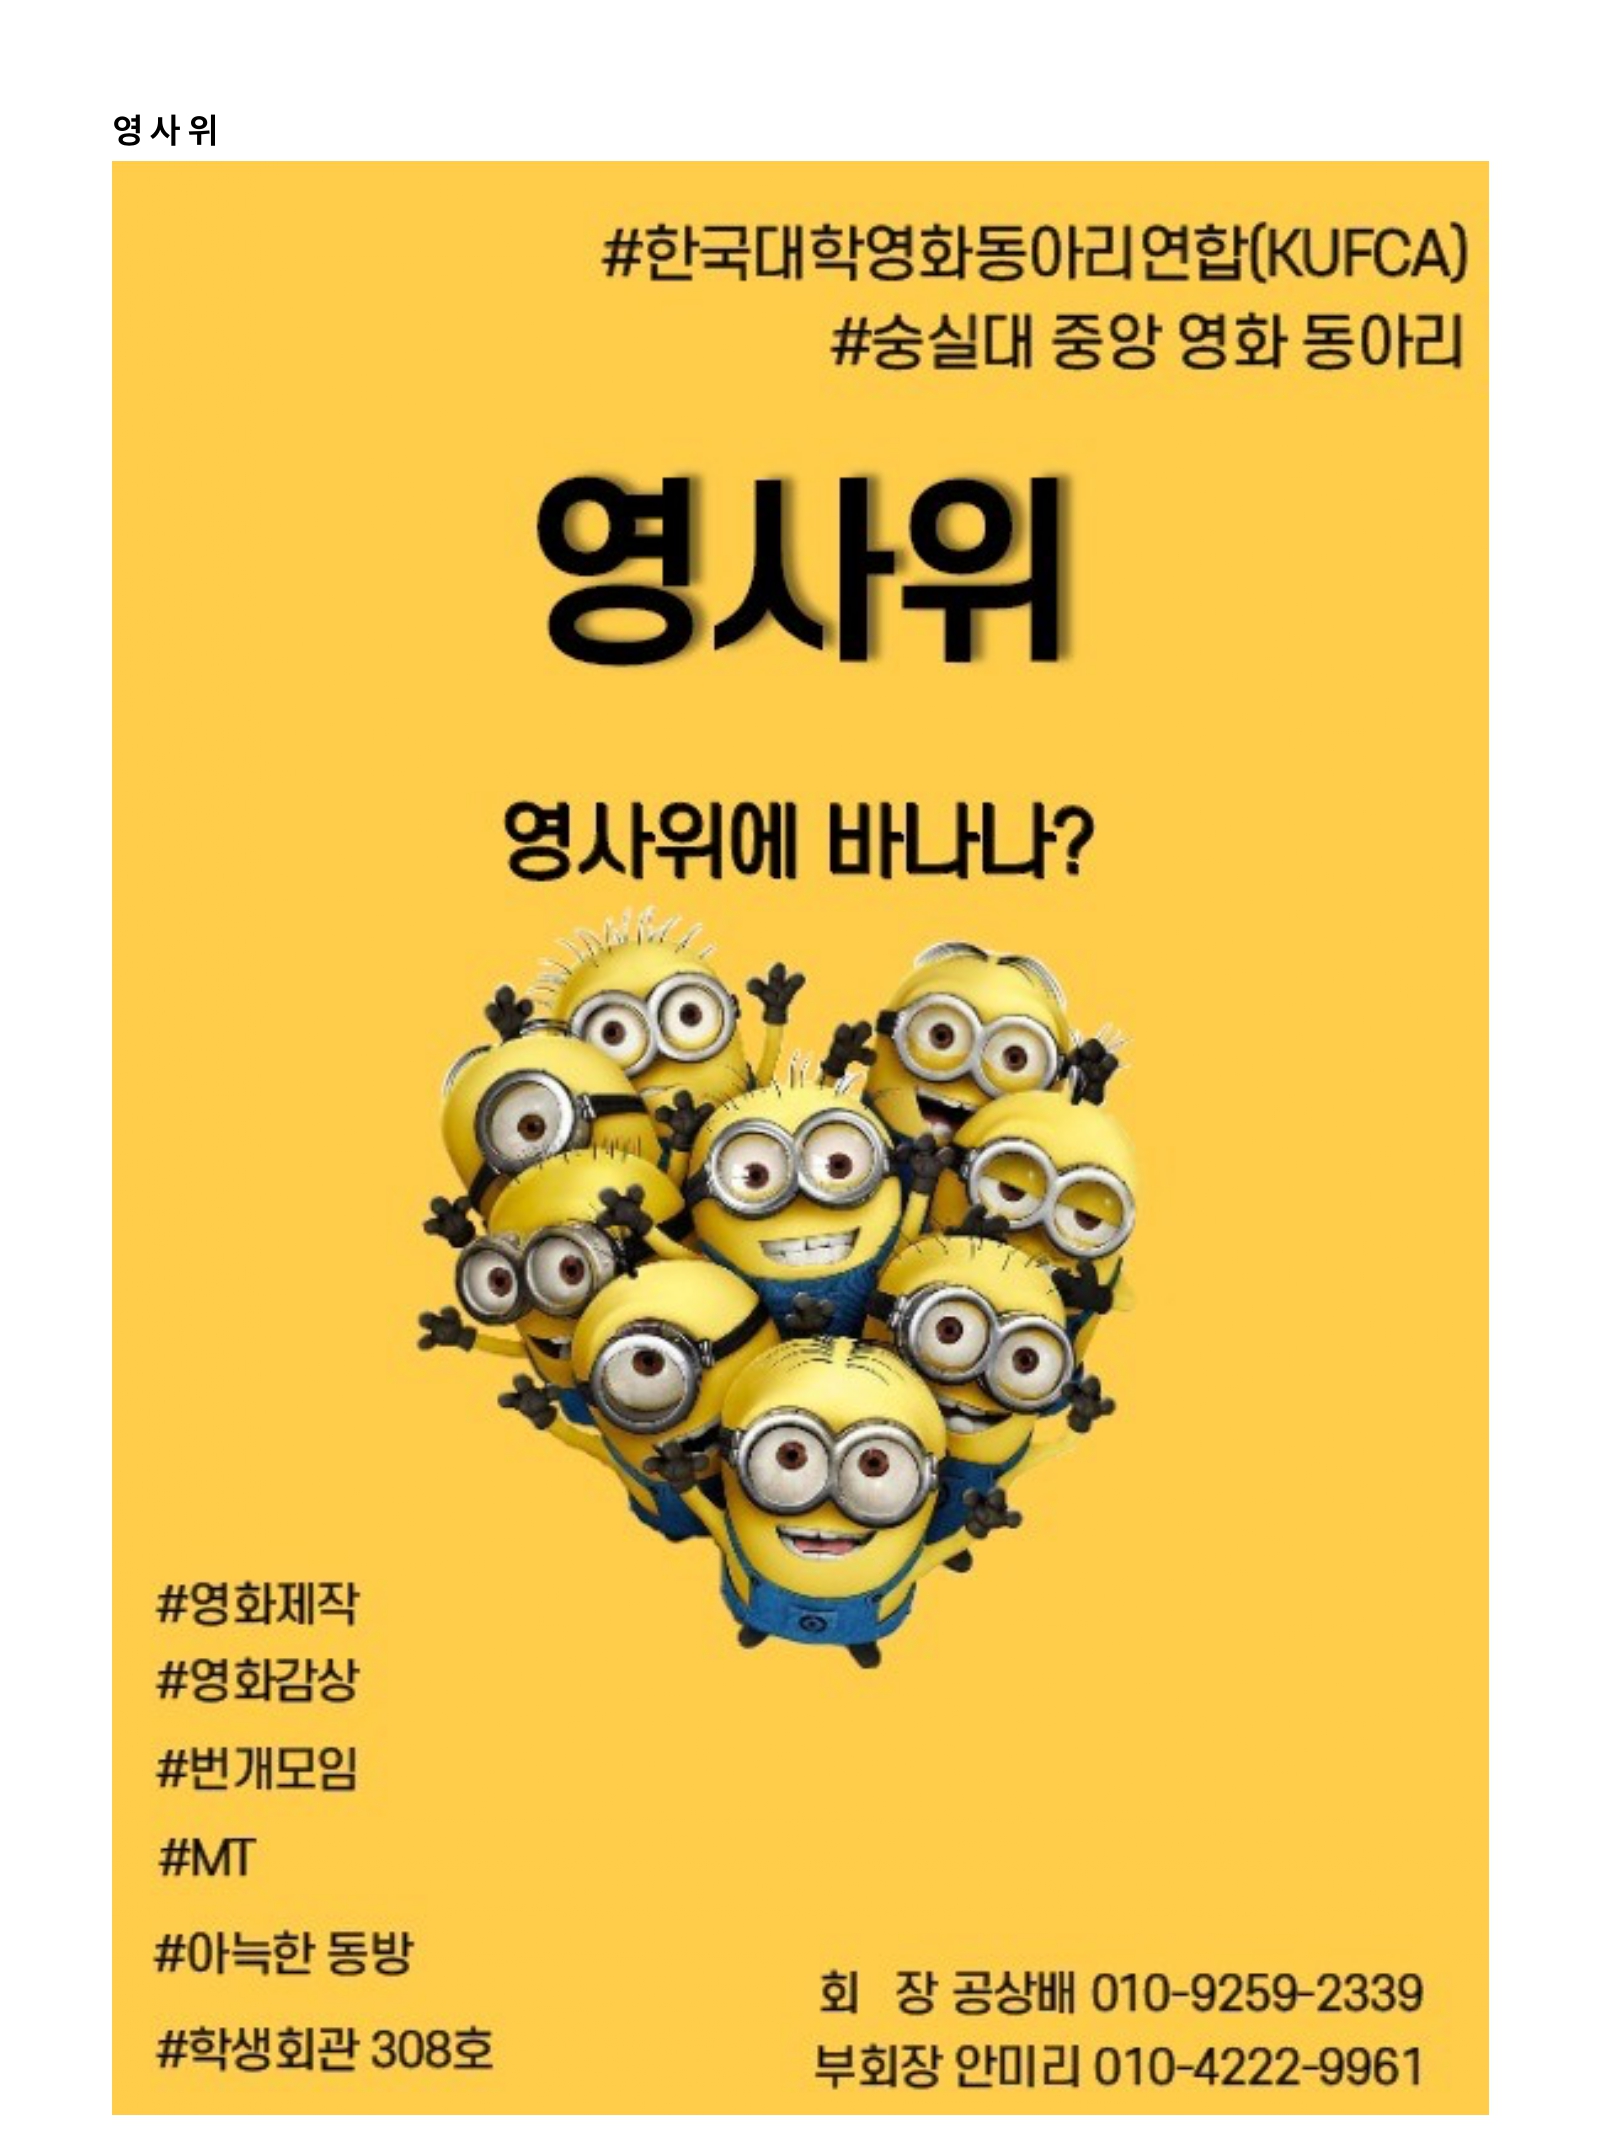 영사위
#한국대학영화동아리연합(KUFCA)
#숭실대 중앙 영화 동아리
영사위
영사위에 바나나?
#영화제작
#영화감상
#번개모임
#MT
#아늑한 동방
#학생회관 308호
회 장 공상배 010-9259-2339
부회장 안미리 010-4222-9961